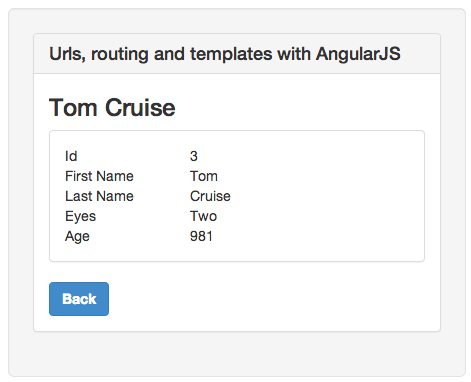 Urls, routing and templates with AngularJS
Tom Cruise
Id 3
First Name Tom
Last Name Cruise
Eyes Two
Age 981
Back